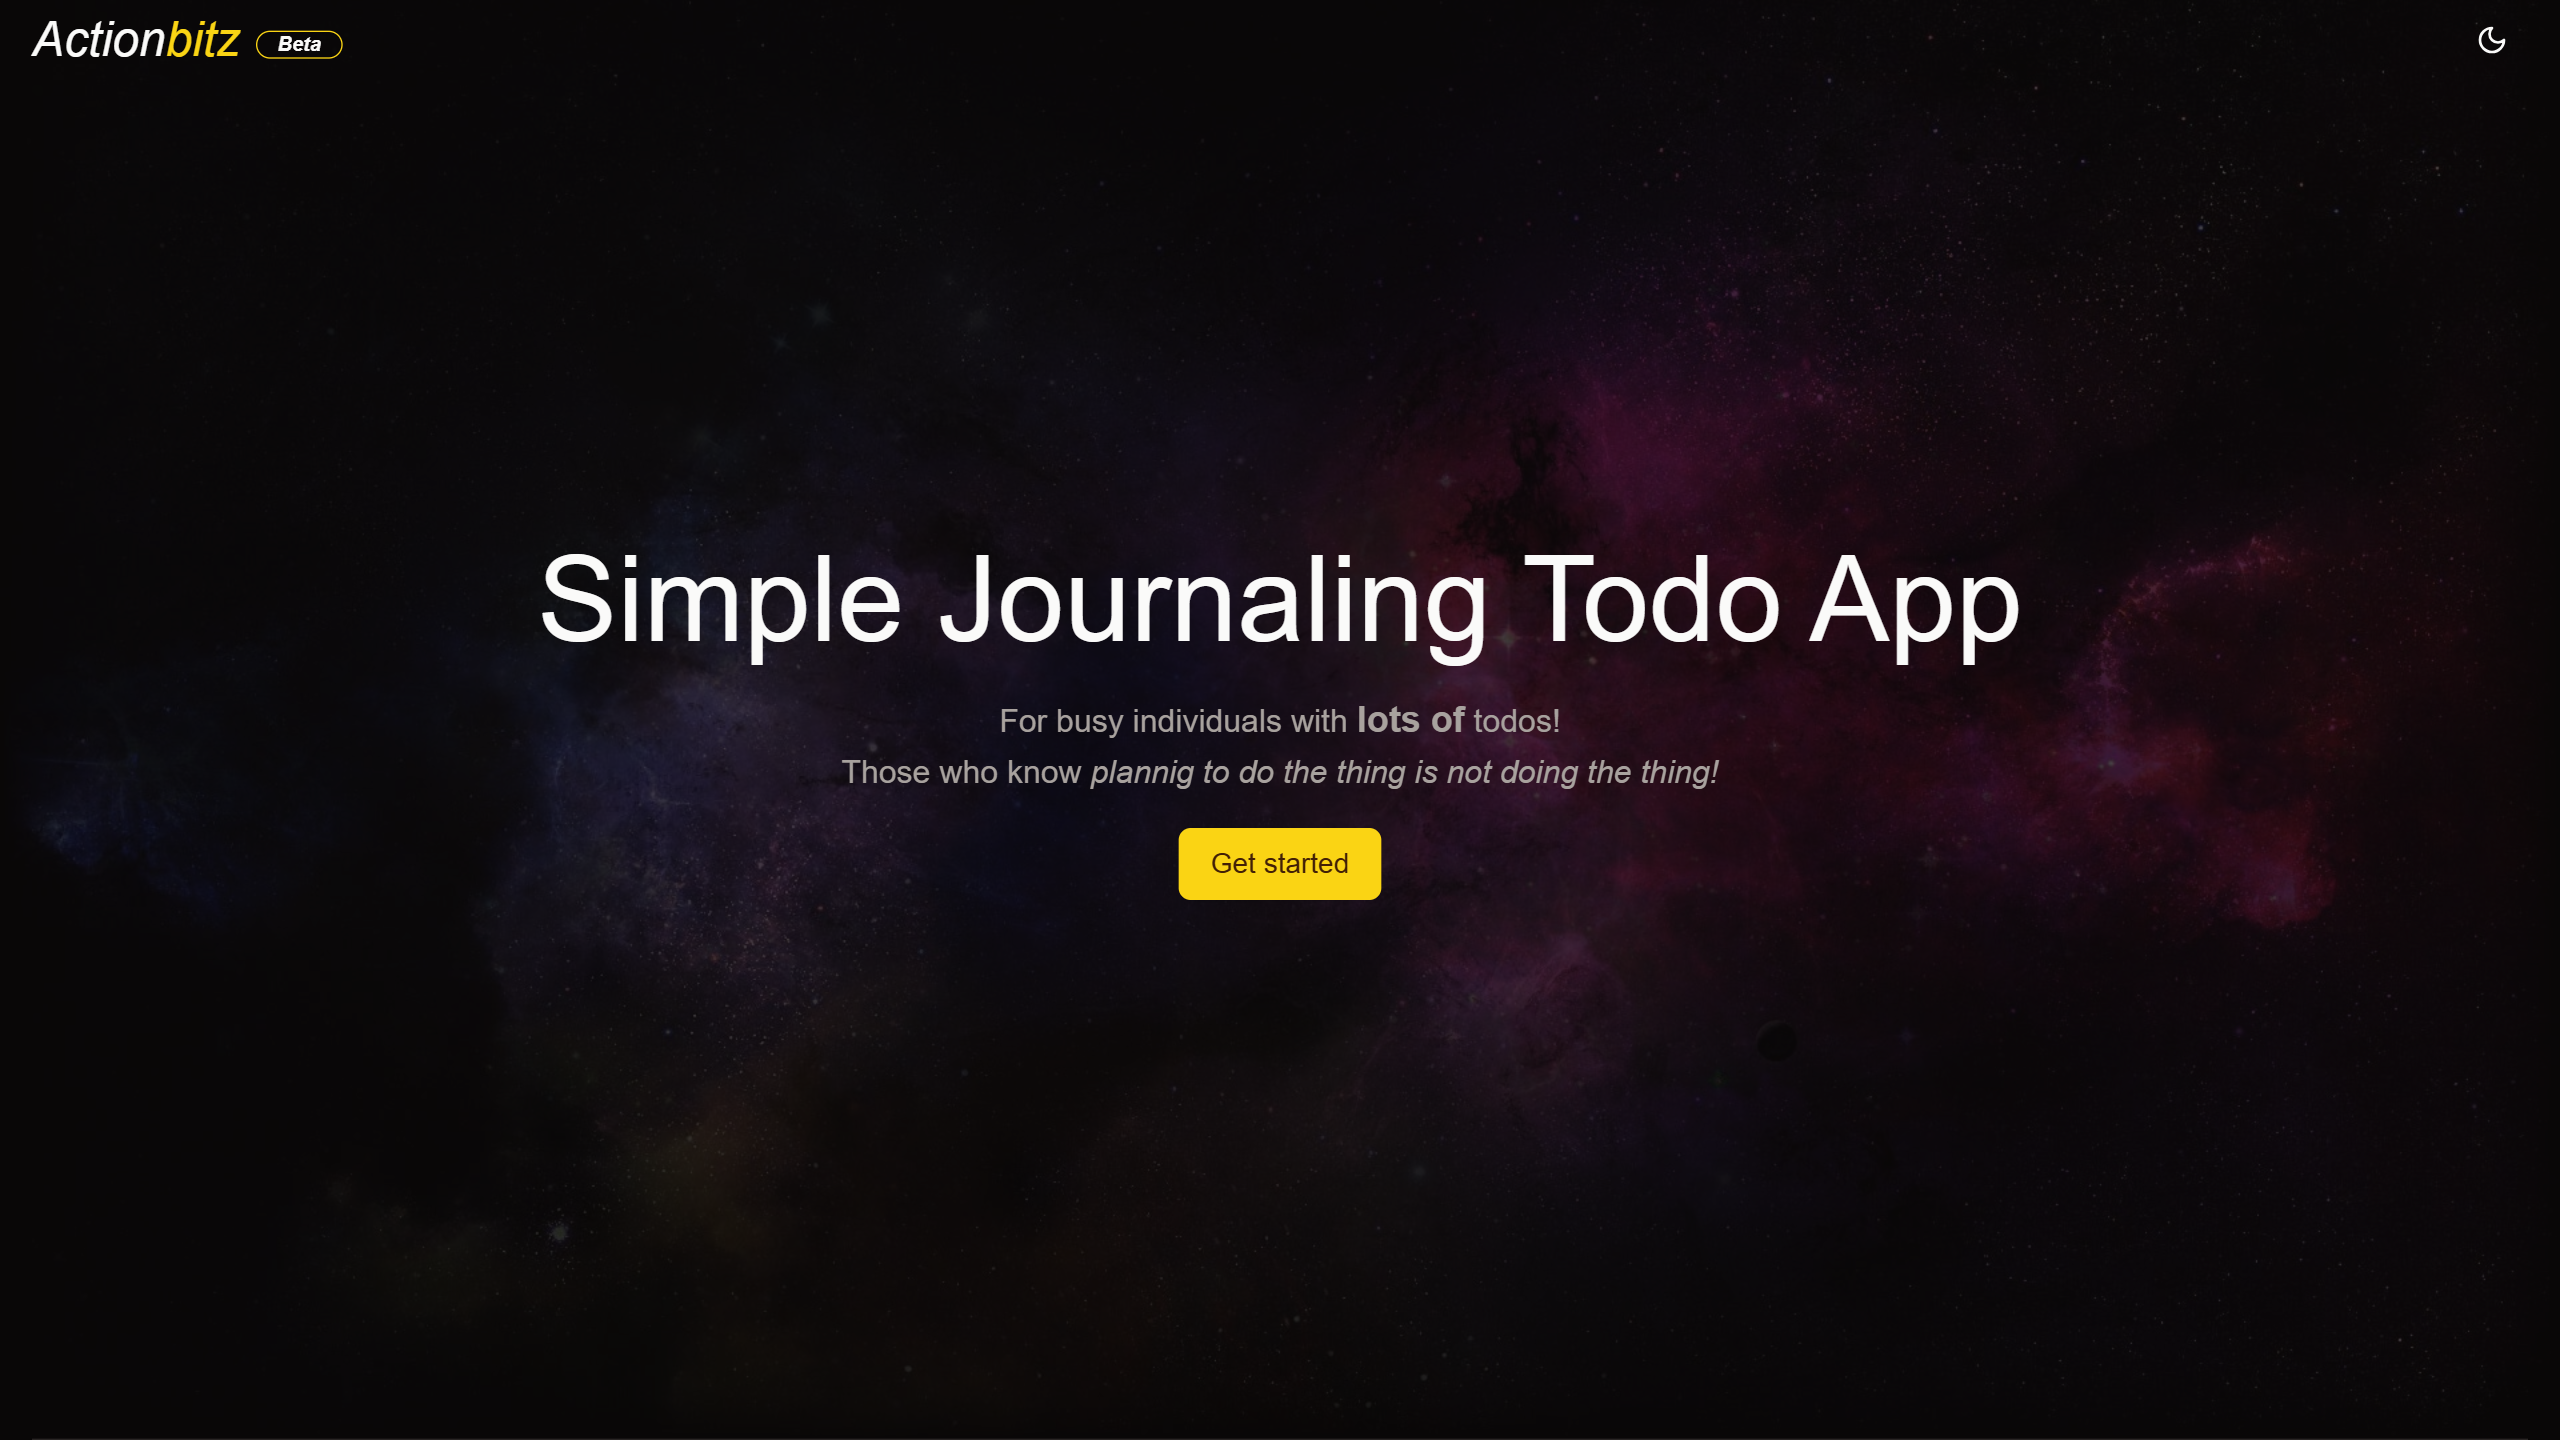 Actionbitz Beta
Simple Journaling Todo App
For busy individuals with lots of todos!
Those who know plannig to do the thing is not doing the thing!
Get started